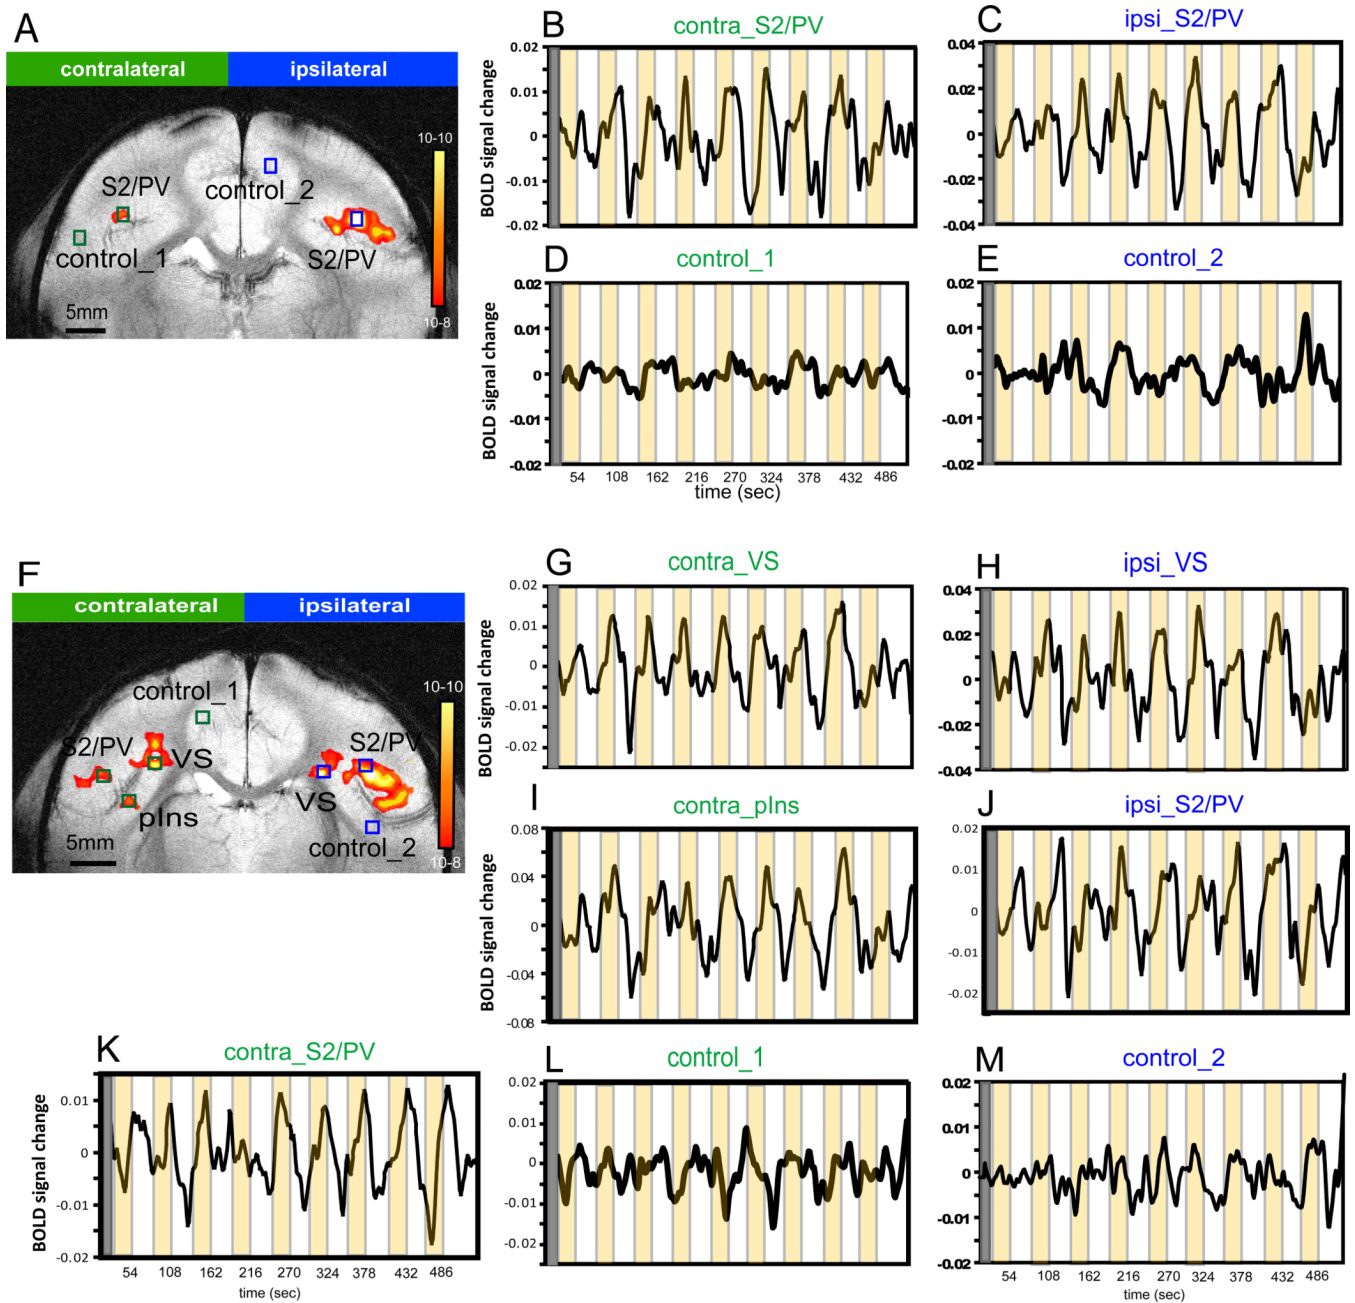 A
contralateral
ipsilateral
10-10
S2/PV
control_2
control_1
S2/PV
5mm
10-8
B
contra_S2/PV
BOLD signal change
0.02
0.01
0
-0.01
-0.02
C
ipsi_S2/PV
0.04
0.02
0
-0.02
-0.04
D
control_1
BOLD signal change
0.02
0.01
0
-0.01
-0.02
54 108 162 216 270 324 378 432 486
time (sec)
E
control_2
0.02
0.01
0
-0.01
-0.02
F
contralateral
ipsilateral
10-10
control_1
S2/PV
VS
S2/PV
VS
pIns
5mm
control_2
10-8
G
contra_VS
BOLD signal change
0.02
0.01
0
-0.01
-0.02
H
ipsi_VS
0.04
0.02
0
-0.02
-0.04
I
contra_pIns
BOLD signal change
0.08
0.04
0
-0.04
-0.08
J
ipsi_S2/PV
0.02
0.01
0
-0.01
-0.02
K
contra_S2/PV
BOLD signal change
0.01
0
-0.01
-0.02
54 108 162 216 270 324 378 432 486
time (sec)
L
control_1
0.02
0.01
0
-0.01
-0.02
M
control_2
0.02
0.01
0
-0.01
-0.02
54 108 162 216 270 324 378 432 486
time (sec)